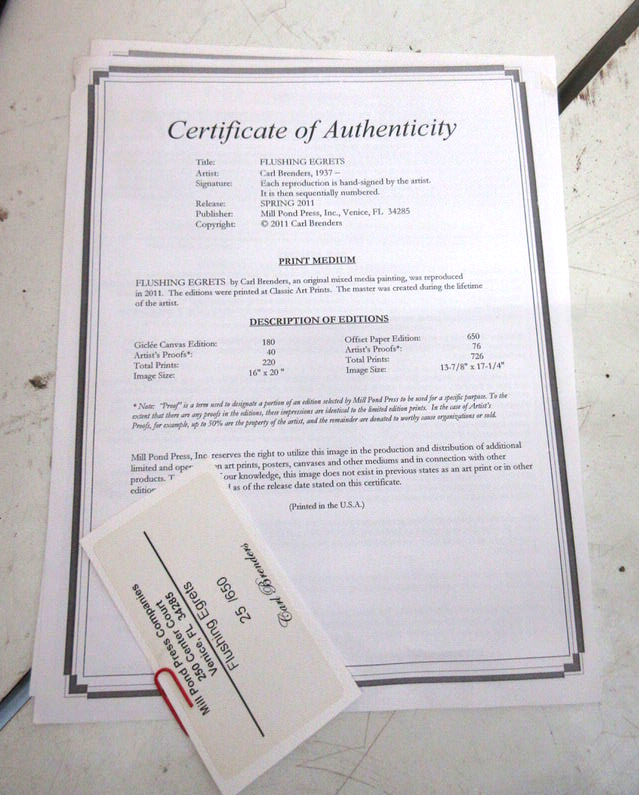 Certificate of Authenticity
Title: FLUSHING EGRETS
Artist: Carl Brenders, 1937 –
Signature: Each reproduction is hand-signed by the artist.
It is then sequentially numbered.
Release: SPRING 2011
Publisher: Mill Pond Press, Inc., Venice, FL 34285
Copyright: © 2011 Carl Brenders
PRINT MEDIUM
FLUSHING EGRETS by Carl Brenders, an original mixed media painting, was reproduced
in 2011. The editions were printed at Classic Art Prints. The master was created during the lifetime
of the artist.
DESCRIPTION OF EDITIONS
Giclée Canvas Edition: 180 Offset Paper Edition: 650
Artist's Proofs*: 40 Artist's Proofs*: 76
Total Prints: 220 Total Prints: 726
Image Size: 16" x 20" Image Size: 13-7/8" x 17-1/4"
* Note: "Proof" is a term used to designate a portion of an edition selected by Mill Pond Press to be used for a specific purpose. To the
extent that there are any proofs in the editions, these impressions are identical to the limited edition prints. In the case of Artist's
Proofs, for example, up to 50% are the property of the artist, and the remainder are donated to worthy cause organizations or sold.
Mill Pond Press, Inc. reserves the right to utilize this image in the production and distribution of additional
limited and art prints, posters, canvases and other mediums and in connection with other
products. our knowledge, this image does not exist in previous states as an art print or in other
as of the release date stated on this certificate.
(Printed in the U.S.A.)
Mill Pond Press Companies
250 Center Court
Venice, FL 34285
Flushing Egrets
25 /650
Carl Brenders